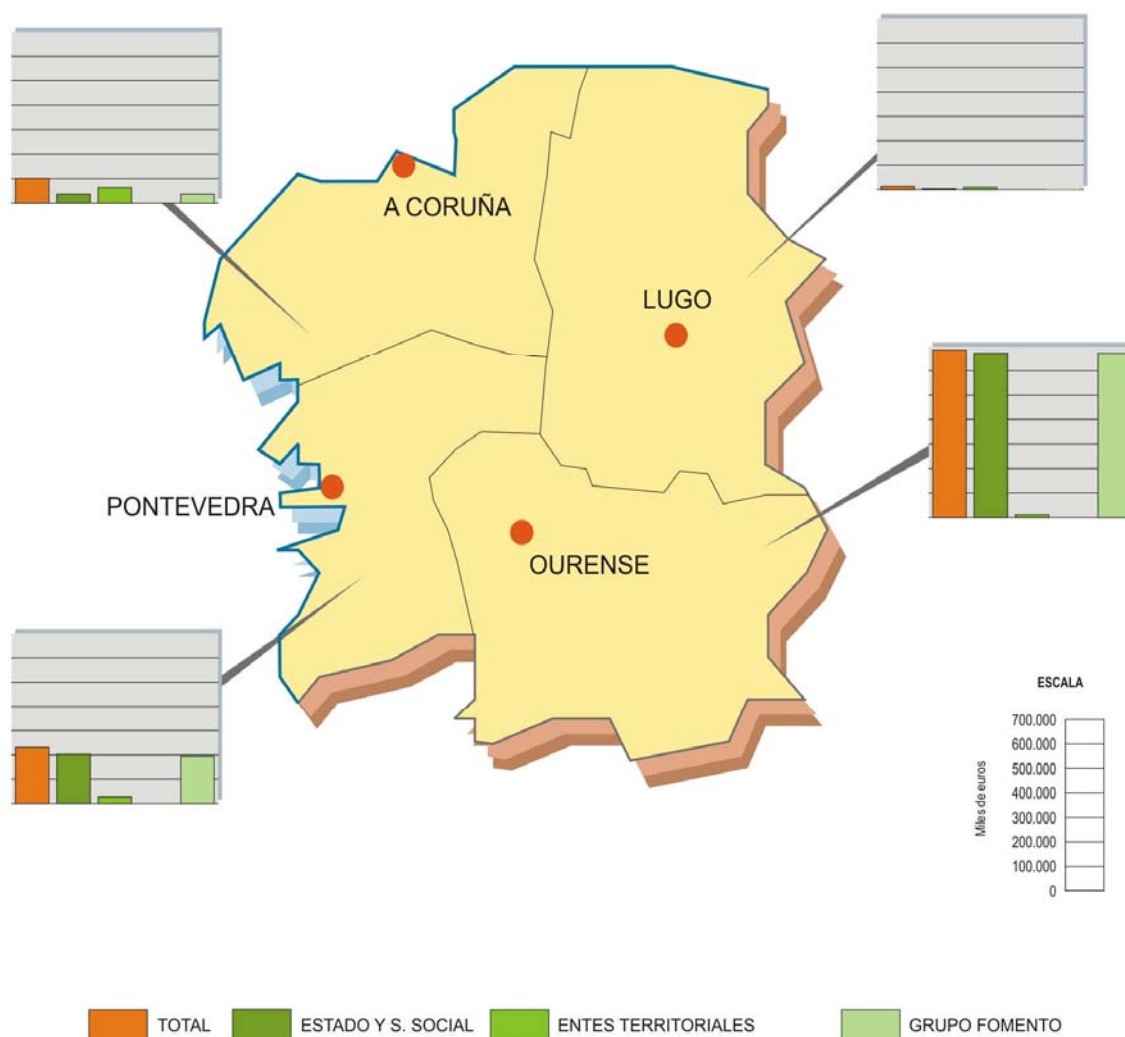 A CORUÑA
LUGO
PONTEVEDRA
OURENSE
ESCALA
Miles de euros
700.000
600.000
500.000
400.000
300.000
200.000
100.000
0
TOTAL
ESTADO Y S. SOCIAL
ENTES TERRITORIALES
GRUPO FOMENTO